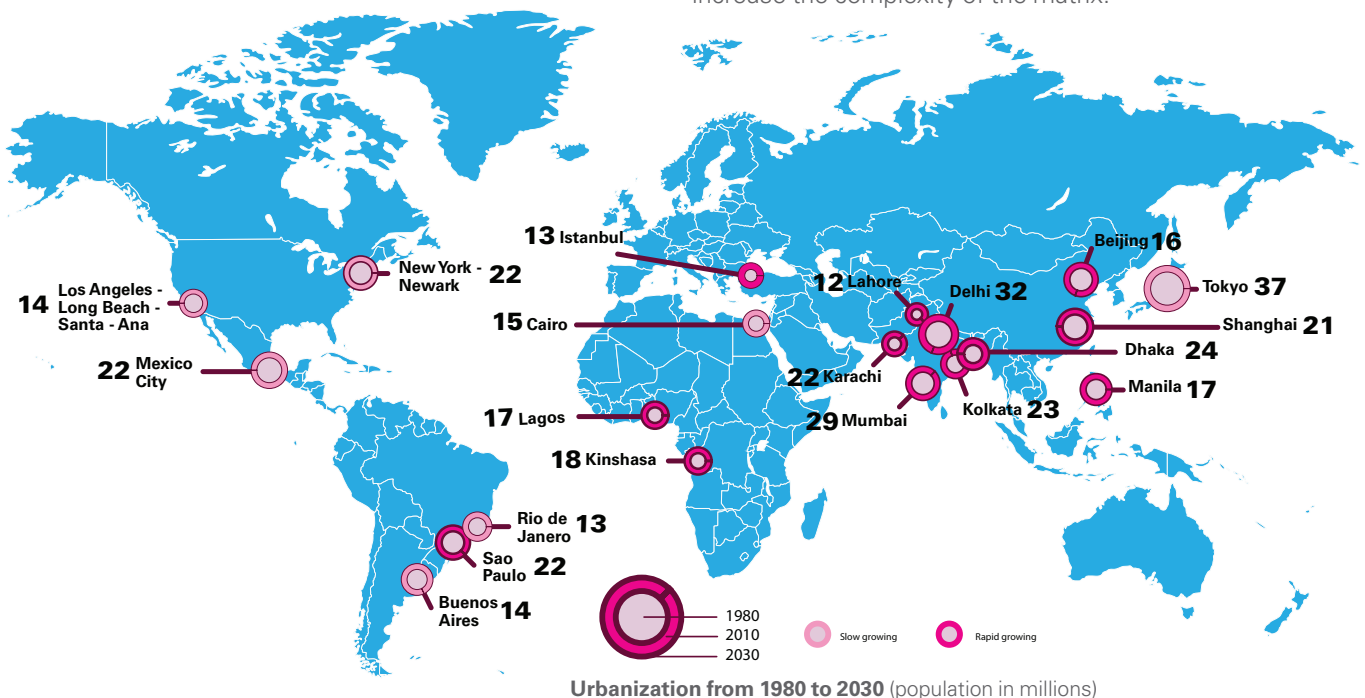 increase the complexity of the matrix.
13 Istanbul
Beijing 16
New York -
Newark 22
12 Lahore
Delhi 32
Tokyo 37
14 Los Angeles -
Long Beach -
Santa - Ana
15 Cairo
Shanghai 21
Dhaka 24
22 Mexico
City
22 Karachi
Manila 17
Kolkata 23
29 Mumbai
17 Lagos
18 Kinshasa
Rio de
Janero 13
Sao
Paulo 22
Buenos
Aires 14
1980
2010
2030
Slow growing
Rapid growing
Urbanization from 1980 to 2030 (population in millions)